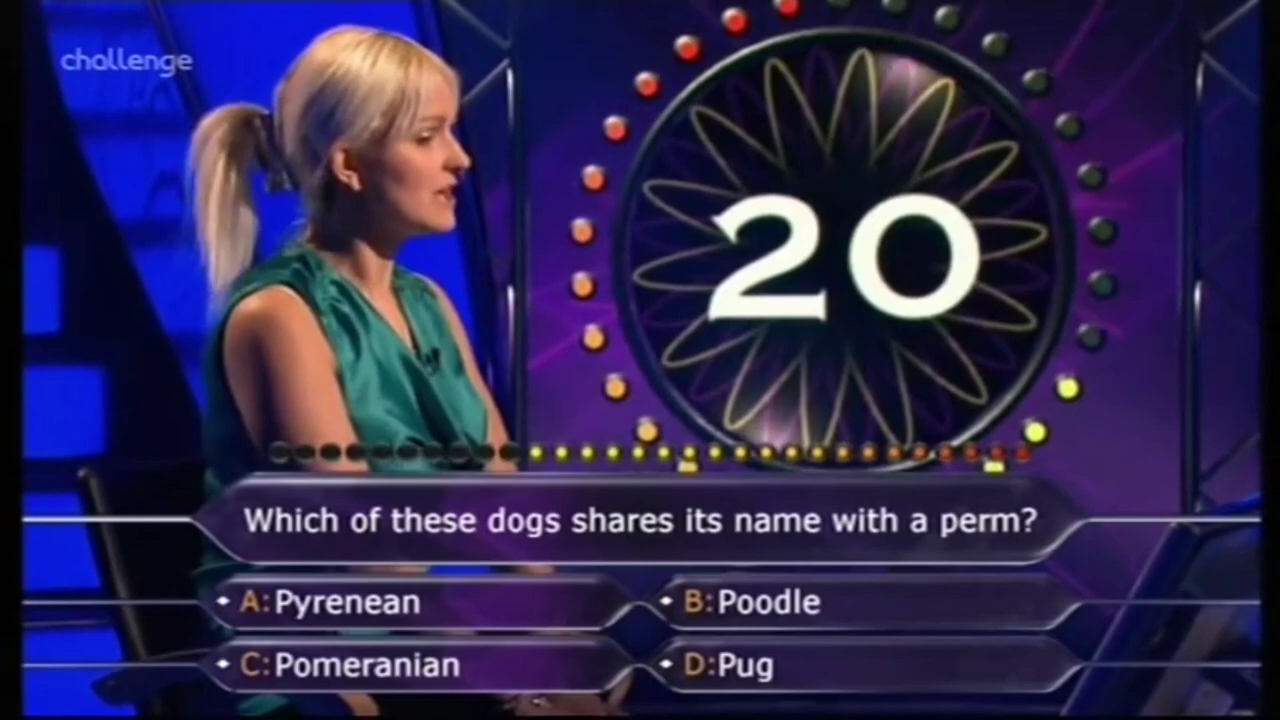 challenge
20
Which of these dogs shares its name with a perm?
A: Pyrenean
B: Poodle
C: Pomeranian
D: Pug